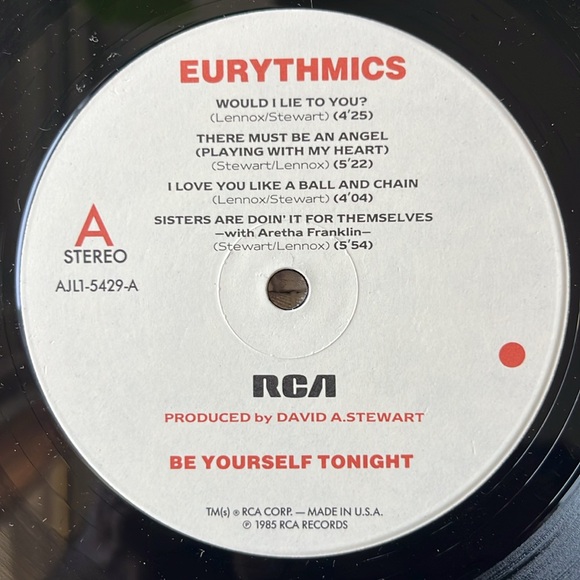 EURYTHMICS
WOULD I LIE TO YOU?
(Lennox/Stewart) (4'25)
THERE MUST BE AN ANGEL
(PLAYING WITH MY HEART)
(Stewart/Lennox) (5'22)
I LOVE YOU LIKE A BALL AND CHAIN
(Lennox/Stewart) (4'04)
SISTERS ARE DOIN' IT FOR THEMSELVES
—with Aretha Franklin—
(Stewart/Lennox) (5'54)
A
STEREO
AJL1-5429-A
RCA
PRODUCED by DAVID A.STEWART
BE YOURSELF TONIGHT
TM(s) ® RCA CORP. — MADE IN U.S.A.
℗ 1985 RCA RECORDS